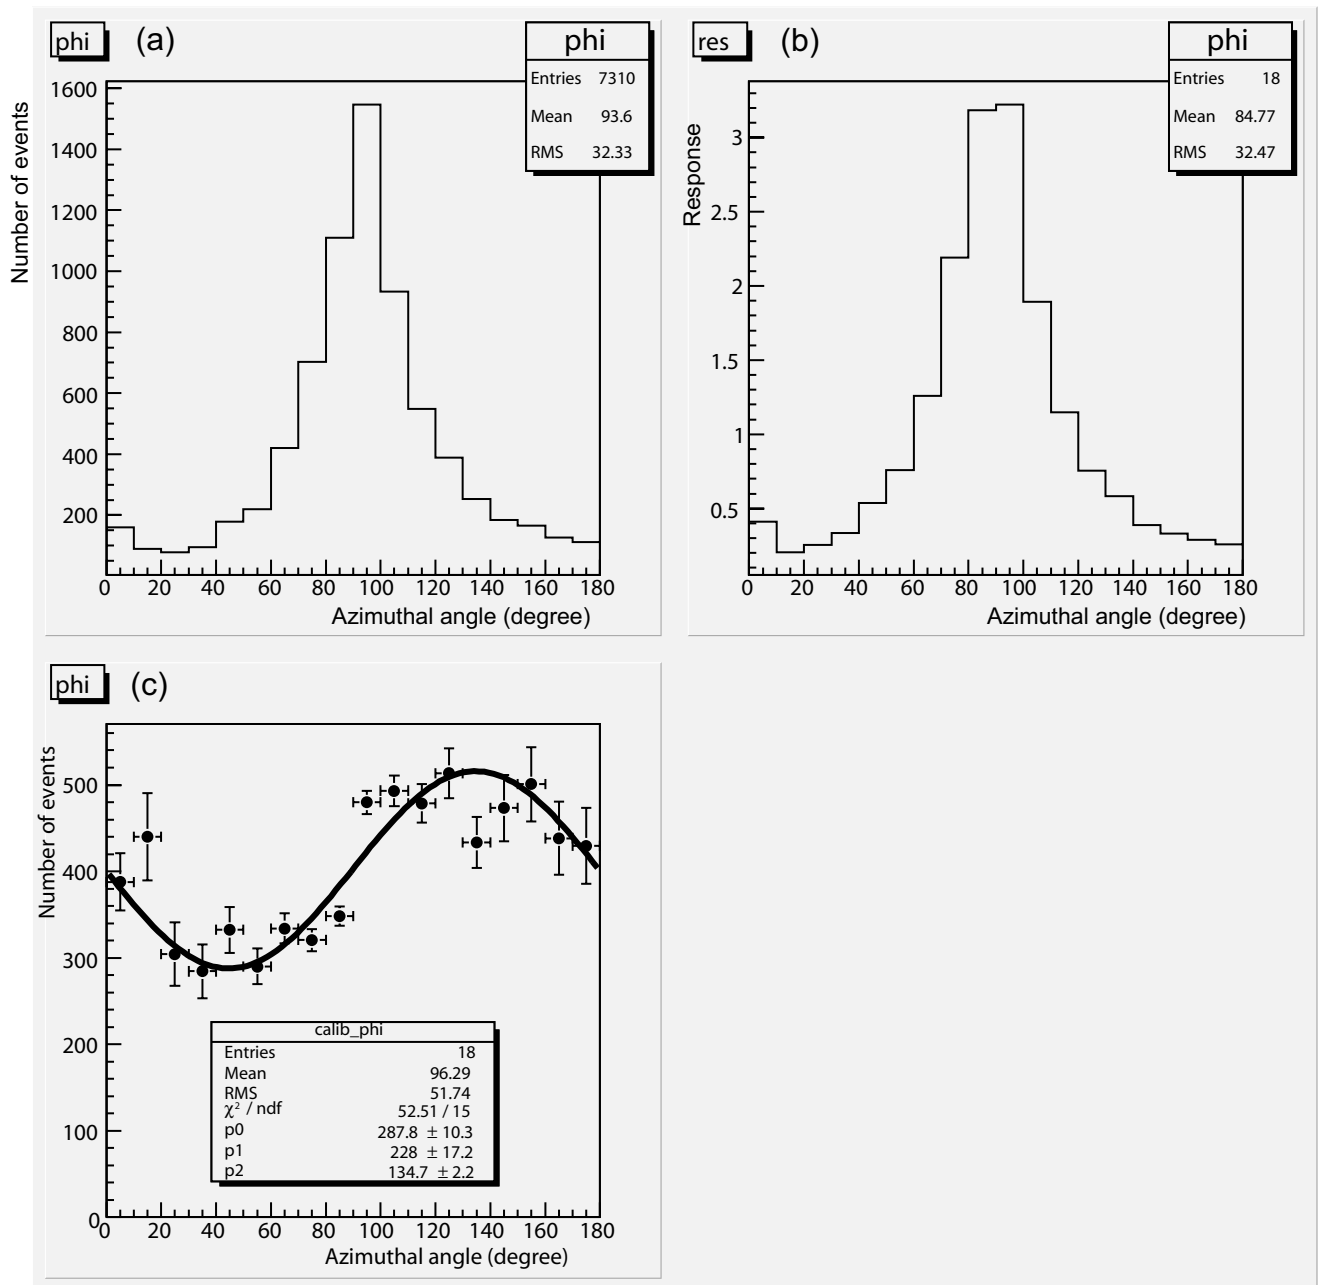 phi (a)
phi
Entries 7310
Mean 93.6
RMS 32.33
Number of events
1600
1400
1200
1000
800
600
400
200
0 20 40 60 80 100 120 140 160 180
Azimuthal angle (degree)
res (b)
phi
Entries 18
Mean 84.77
RMS 32.47
Response
3
2.5
2
1.5
1
0.5
0 20 40 60 80 100 120 140 160 180
Azimuthal angle (degree)
phi (c)
Number of events
500
400
300
200
100
0
calib_phi
Entries 18
Mean 96.29
RMS 51.74
χ² / ndf 52.51 / 15
p0 287.8 ± 10.3
p1 228 ± 17.2
p2 134.7 ± 2.2
0 20 40 60 80 100 120 140 160 180
Azimuthal angle (degree)